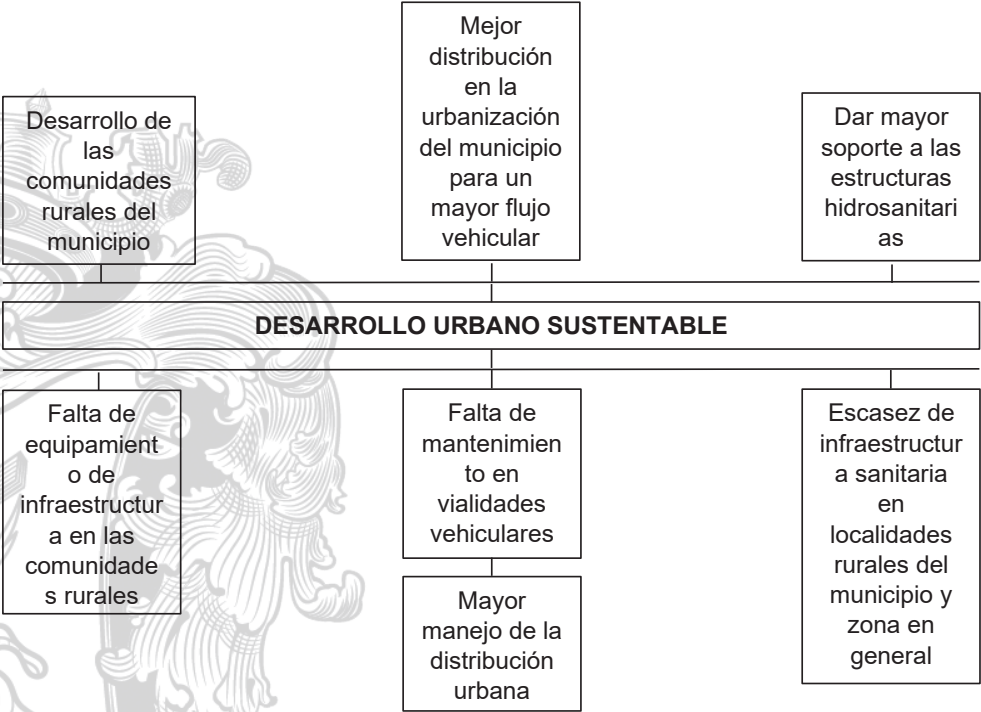 Desarrollo de
las
comunidades
rurales del
municipio
Mejor
distribución
en la
urbanización
del municipio
para un
mayor flujo
vehicular
Dar mayor
soporte a las
estructuras
hidrosanitari
as
DESARROLLO URBANO SUSTENTABLE
Falta de
equipamient
o de
infraestructur
a en las
comunidade
s rurales
Falta de
mantenimien
to en
vialidades
vehiculares
Mayor
manejo de la
distribución
urbana
Escasez de
infraestructur
a sanitaria
en
localidades
rurales del
municipio y
zona en
general